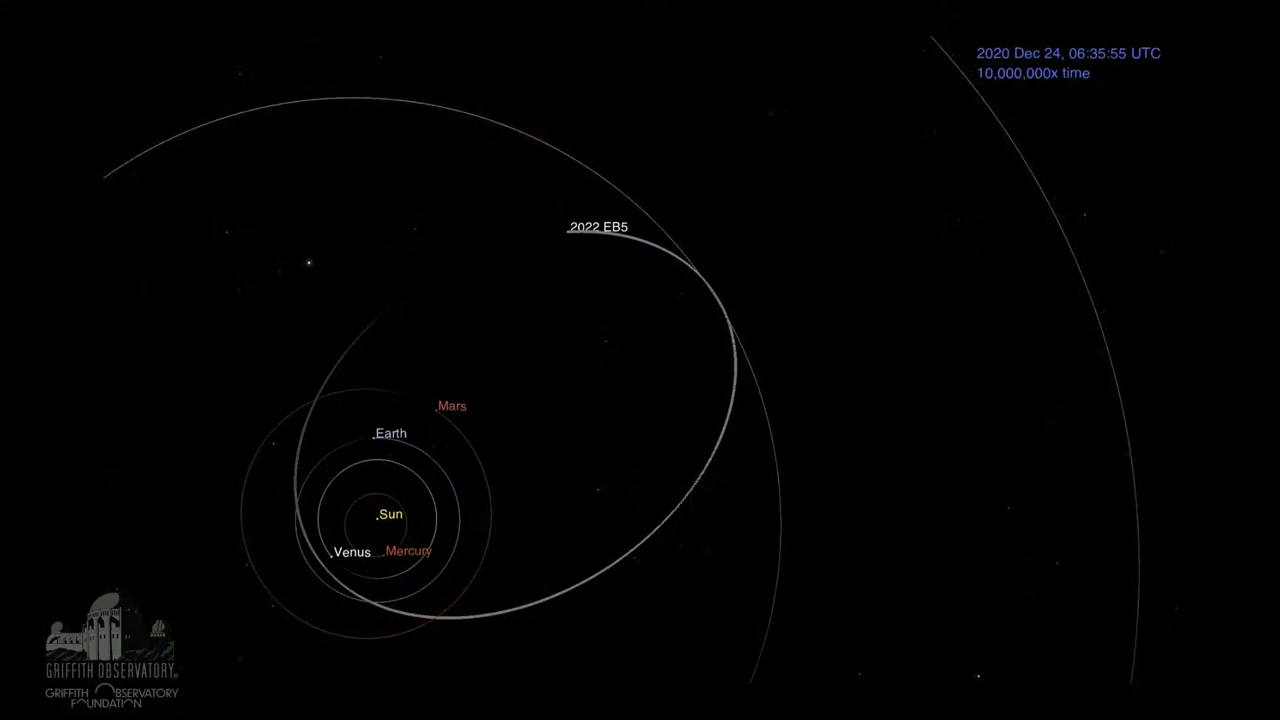 2020 Dec 24, 06:35:55 UTC
10,000,000x time
2022 EB5
Mars
Earth
Sun
Venus
Mercury
GRIFFITH OBSERVATORY®
GRIFFITH OBSERVATORY
FOUNDATION